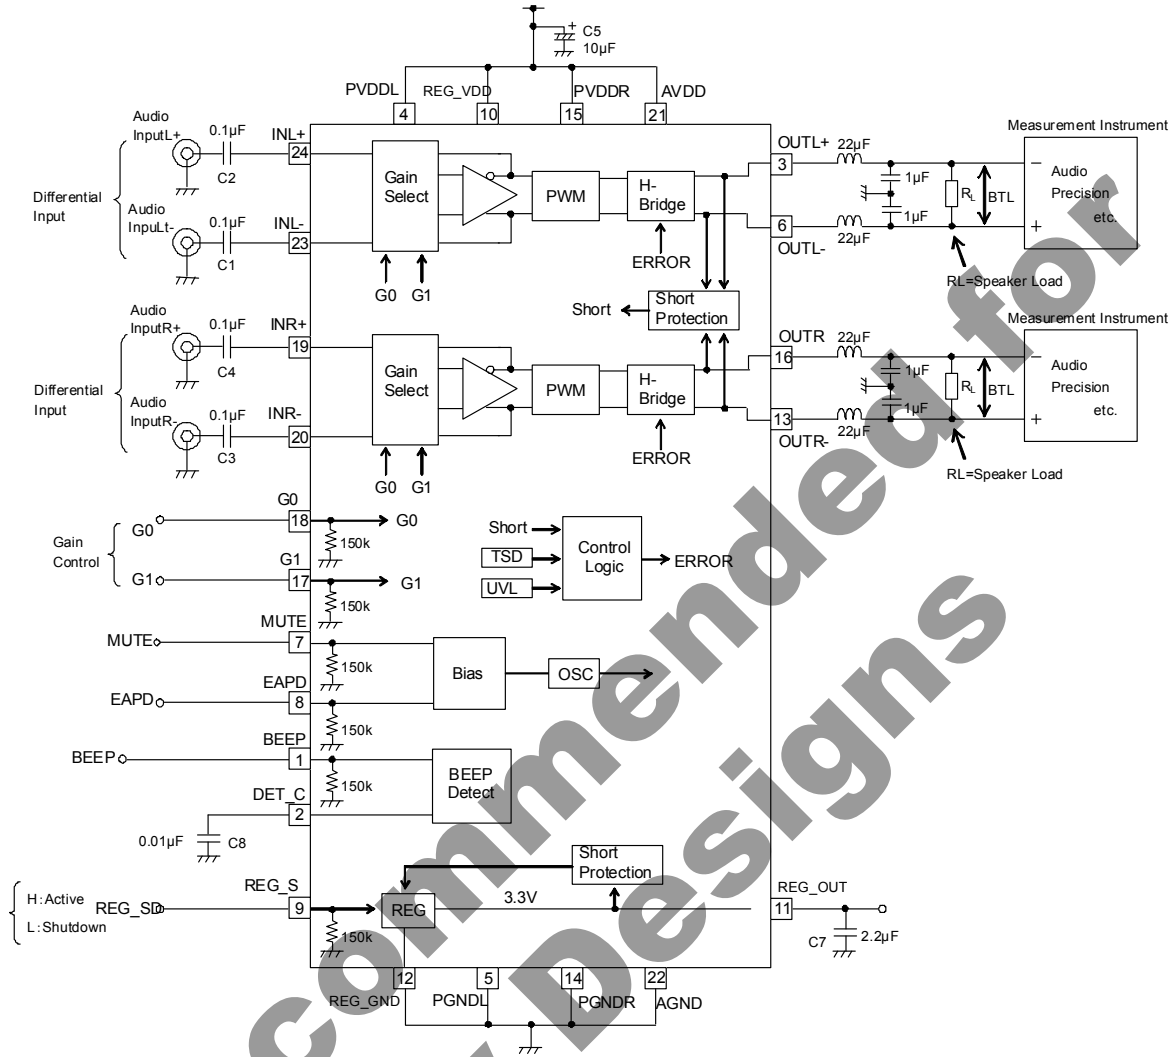 C5
10µF
PVDDL
REG_VDD
PVDDR
AVDD
4
10
15
21
Audio
InputL+
0.1µF
INL+
24
C2
Differential
Input
Audio
InpuLt-
0.1µF
INL-
23
C1
Gain
Select
PWM
H-
Bridge
G0
G1
ERROR
OUTL+
3
22µF
1µF
1µF
6
OUTL-
22µF
RL
BTL
Measurement Instrument
Audio
Precision
etc.
RL=Speaker Load
Short
Short
Protection
Audio
InputR+
0.1µF
INR+
19
C4
Differential
Input
Audio
InputR-
0.1µF
INR-
20
C3
Gain
Select
PWM
H-
Bridge
G0
G1
ERROR
OUTR
16
22µF
1µF
1µF
13
OUTR-
22µF
RL
BTL
Measurement Instrument
Audio
Precision
etc.
RL=Speaker Load
Gain
Control
G0
G0
18
G0
150k
G1
G1
17
G1
150k
Short
TSD
UVL
Control
Logic
ERROR
MUTE
MUTE
7
150k
EAPD
EAPD
8
150k
Bias
OSC
BEEP
BEEP
1
150k
BEEP
Detect
DET_C
2
0.01µF
C8
Short
Protection
H:Active
L:Shutdown
REG_SD
REG_S
9
150k
REG
3.3V
REG_OUT
11
C7
2.2µF
12
5
14
22
REG_GND
PGNDL
PGNDR
AGND
commended for
Designs